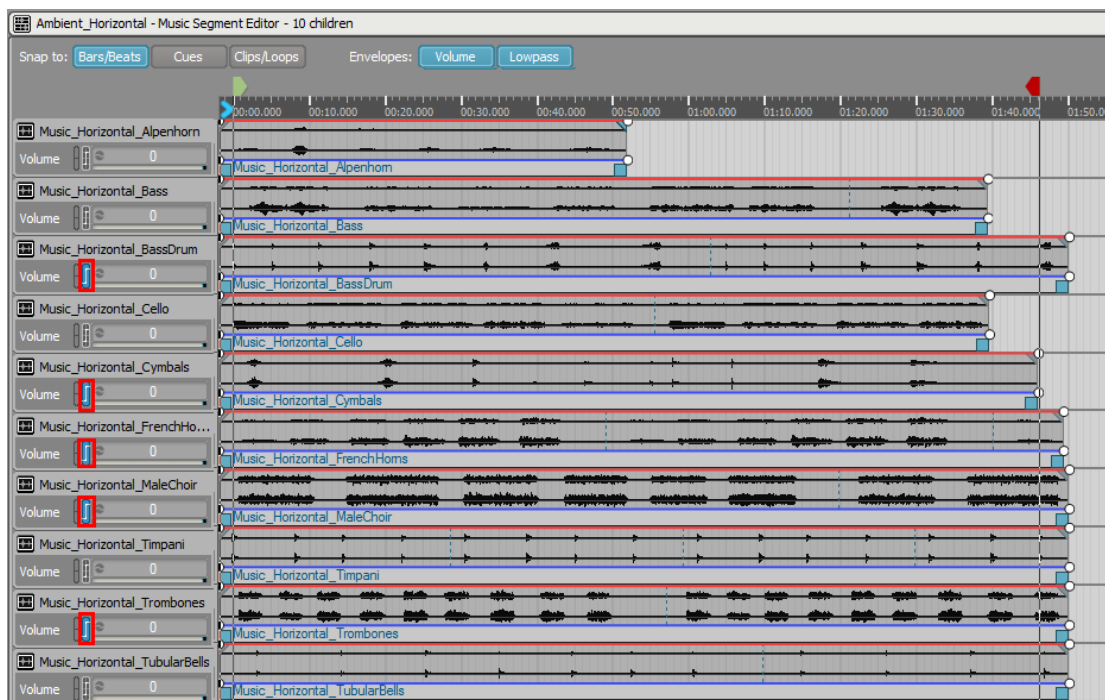 Ambient_Horizontal - Music Segment Editor - 10 children
Snap to: Bars/Beats Cues Clips/Loops Envelopes: Volume Lowpass
00:00.000 00:10.000 00:20.000 00:30.000 00:40.000 00:50.000 01:00.000 01:10.000 01:20.000 01:30.000 01:40.000 01:50.0
Music_Horizontal_Alpenhorn
Volume 0
Music_Horizontal_Alpenhorn
Music_Horizontal_Bass
Volume 0
Music_Horizontal_Bass
Music_Horizontal_BassDrum
Volume 0
Music_Horizontal_BassDrum
Music_Horizontal_Cello
Volume 0
Music_Horizontal_Cello
Music_Horizontal_Cymbals
Volume 0
Music_Horizontal_Cymbals
Music_Horizontal_FrenchHo...
Volume 0
Music_Horizontal_FrenchHorns
Music_Horizontal_MaleChoir
Volume 0
Music_Horizontal_MaleChoir
Music_Horizontal_Timpani
Volume 0
Music_Horizontal_Timpani
Music_Horizontal_Trombones
Volume 0
Music_Horizontal_Trombones
Music_Horizontal_TubularBells
Volume 0
Music_Horizontal_TubularBells